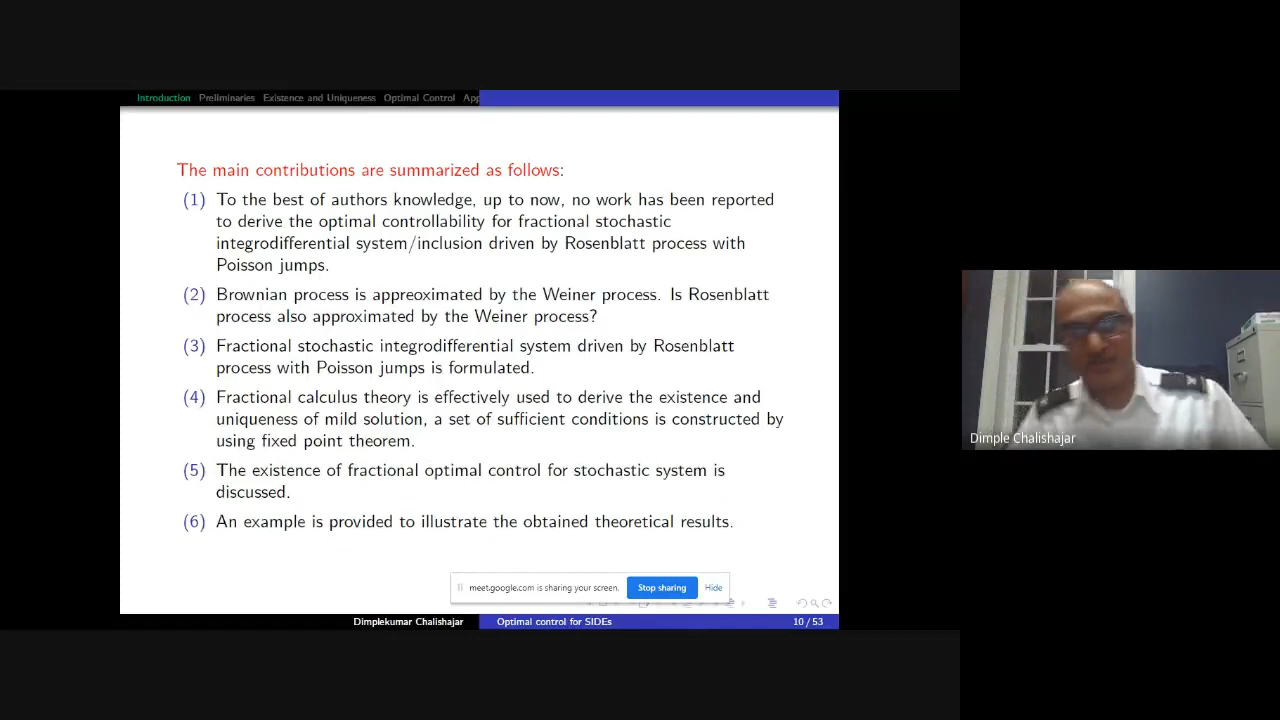 Introduction Preliminaries Existence and Uniqueness Optimal Control App
The main contributions are summarized as follows:
(1) To the best of authors knowledge, up to now, no work has been reported
to derive the optimal controllability for fractional stochastic
integrodifferential system/inclusion driven by Rosenblatt process with
Poisson jumps.
(2) Brownian process is appreoximated by the Weiner process. Is Rosenblatt
process also approximated by the Weiner process?
(3) Fractional stochastic integrodifferential system driven by Rosenblatt
process with Poisson jumps is formulated.
(4) Fractional calculus theory is effectively used to derive the existence and
uniqueness of mild solution, a set of sufficient conditions is constructed by
using fixed point theorem.
(5) The existence of fractional optimal control for stochastic system is
discussed.
(6) An example is provided to illustrate the obtained theoretical results.
Dimple Chalishajar
meet.google.com is sharing your screen. Stop sharing Hide
Dimplekumar Chalishajar Optimal control for SIDEs 10 / 53